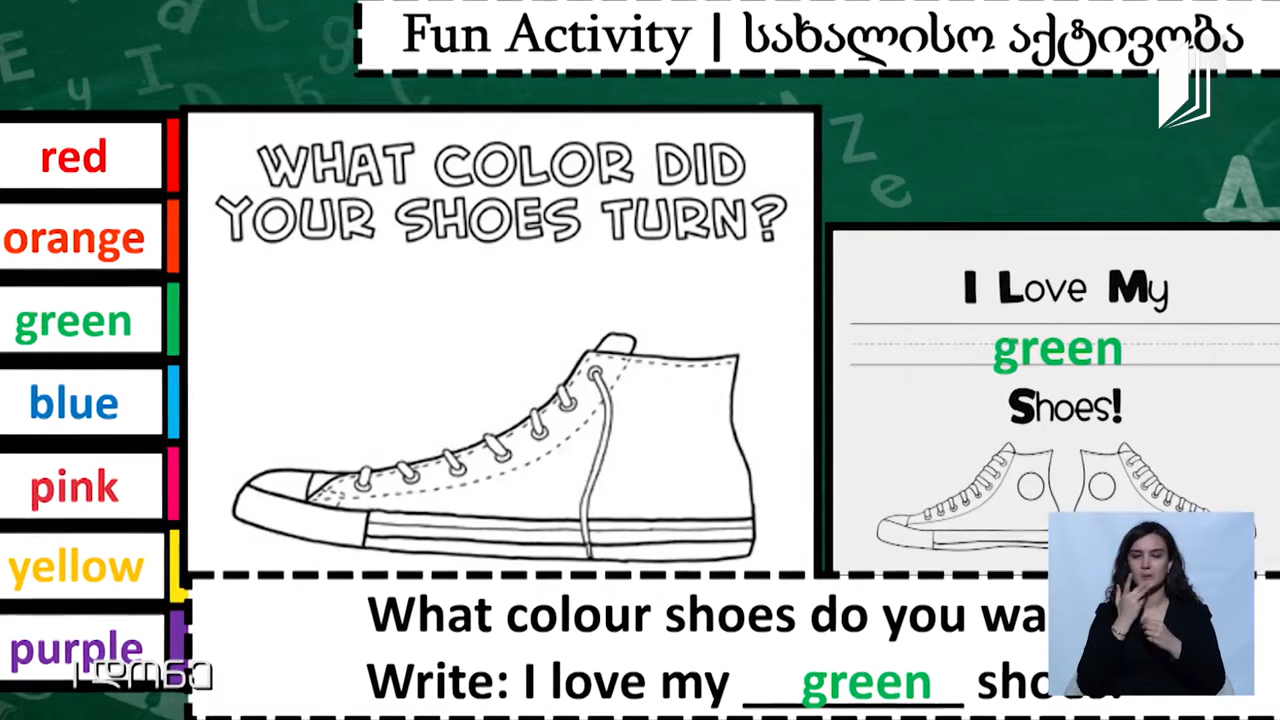 Fun Activity | სახალისო აქტივობა
red
orange
green
blue
pink
yellow
purple
WHAT COLOR DID
YOUR SHOES TURN?
I Love My
green
Shoes!
What colour shoes do you wa
Write: I love my green sho